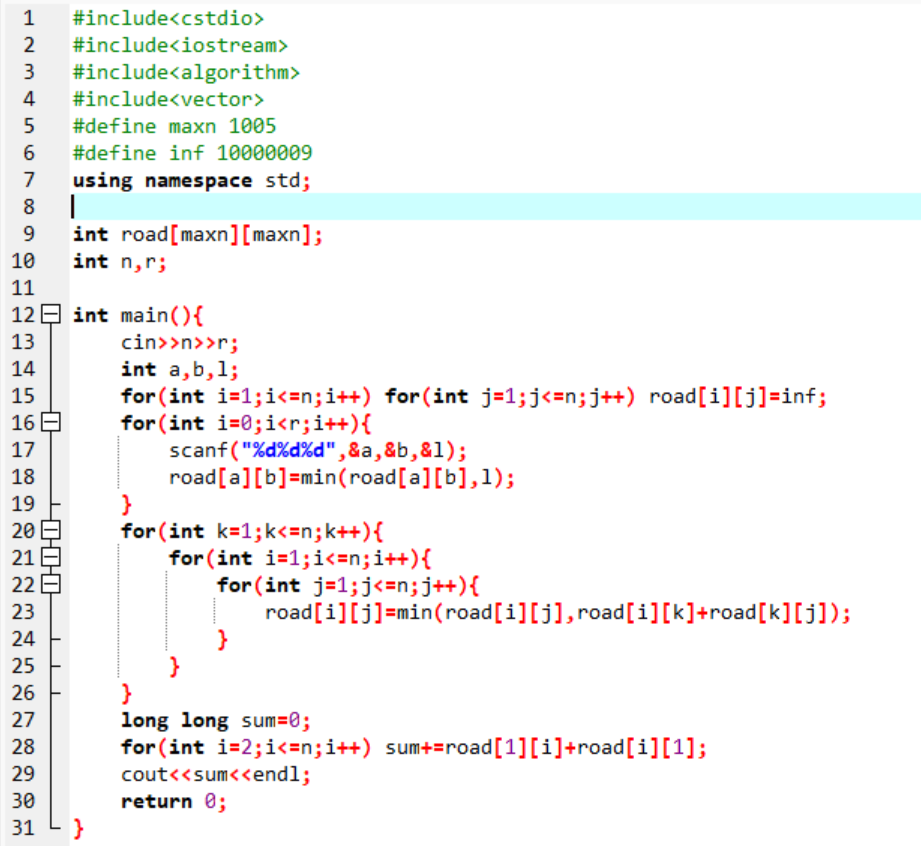 1 #include<cstdio>
2 #include<iostream>
3 #include<algorithm>
4 #include<vector>
5 #define maxn 1005
6 #define inf 10000009
7 using namespace std;
8
9 int road[maxn][maxn];
10 int n,r;
11
12 int main(){
13     cin>>n>>r;
14     int a,b,l;
15     for(int i=1;i<=n;i++) for(int j=1;j<=n;j++) road[i][j]=inf;
16     for(int i=0;i<r;i++){
17         scanf("%d%d%d",&a,&b,&l);
18         road[a][b]=min(road[a][b],l);
19     }
20     for(int k=1;k<=n;k++){
21         for(int i=1;i<=n;i++){
22             for(int j=1;j<=n;j++){
23                 road[i][j]=min(road[i][j],road[i][k]+road[k][j]);
24             }
25         }
26     }
27     long long sum=0;
28     for(int i=2;i<=n;i++) sum+=road[1][i]+road[i][1];
29     cout<<sum<<endl;
30     return 0;
31 }